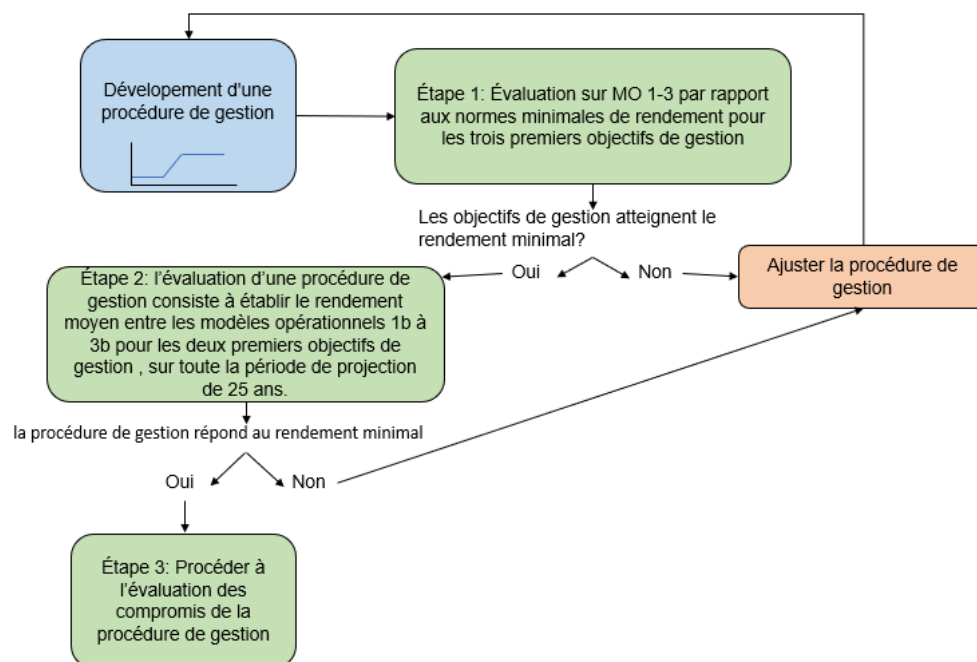 Dévelopement d'une
procédure de gestion
Étape 1: Évaluation sur MO 1-3 par rapport
aux normes minimales de rendement pour
les trois premiers objectifs de gestion
Les objectifs de gestion atteignent le
rendement minimal?
Oui
Non
Ajuster la procédure de
gestion
Étape 2: l’évaluation d’une procédure de
gestion consiste à établir le rendement
moyen entre les modèles opérationnels 1b à
3b pour les deux premiers objectifs de
gestion , sur toute la période de projection
de 25 ans.
la procédure de gestion répond au rendement minimal
Oui
Non
Étape 3: Procéder à
l’évaluation des
compromis de la
procédure de gestion